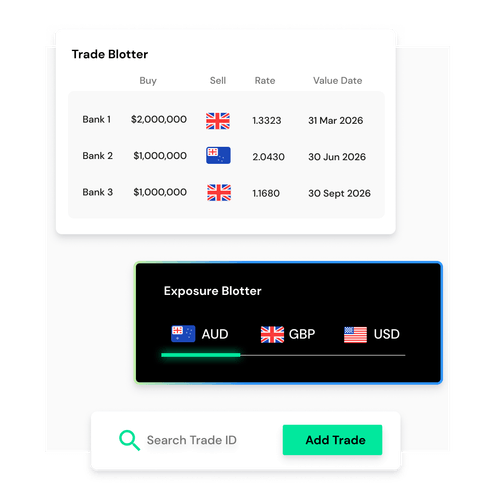 Trade Blotter
Buy Sell Rate Value Date
Bank 1 $2,000,000 1.3323 31 Mar 2026
Bank 2 $1,000,000 2.0430 30 Jun 2026
Bank 3 $1,000,000 1.1680 30 Sept 2026
Exposure Blotter
AUD GBP USD
Search Trade ID Add Trade